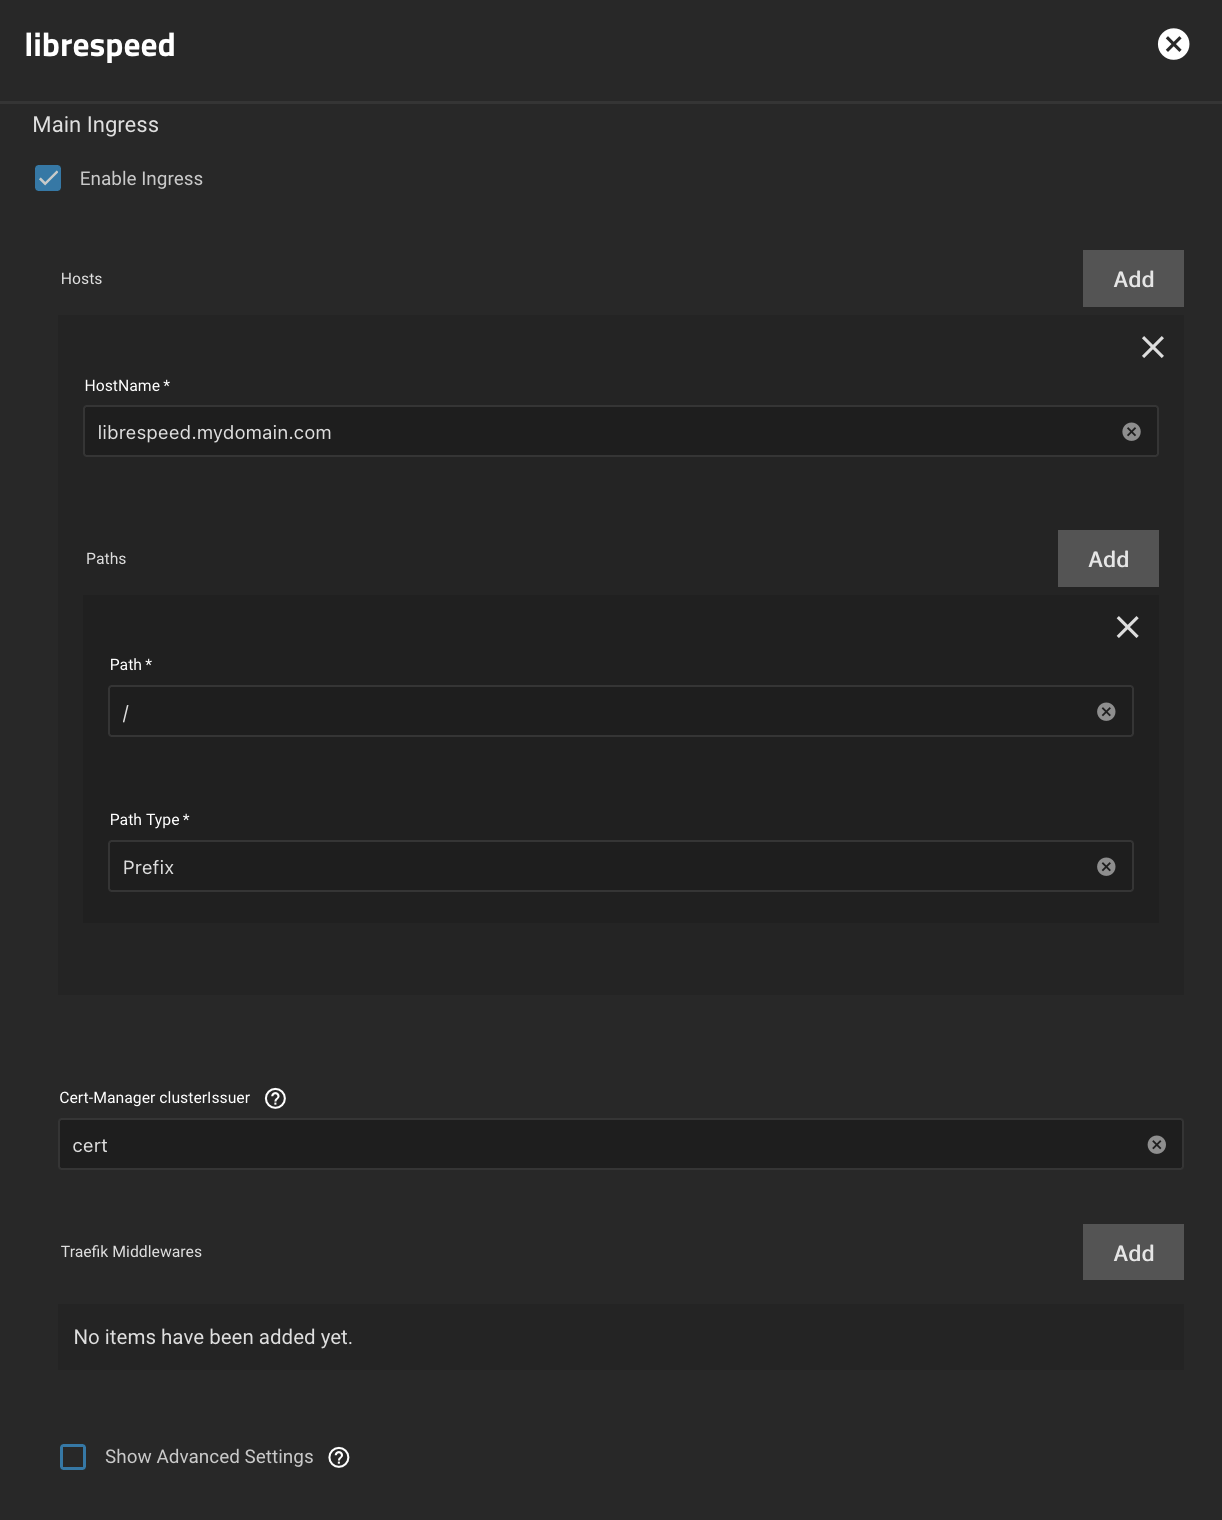 librespeed
Main Ingress
Enable Ingress
Hosts
Add
HostName *
librespeed.mydomain.com
Paths
Add
Path *
/
Path Type *
Prefix
Cert-Manager clusterIssuer
cert
Traefik Middlewares
Add
No items have been added yet.
Show Advanced Settings